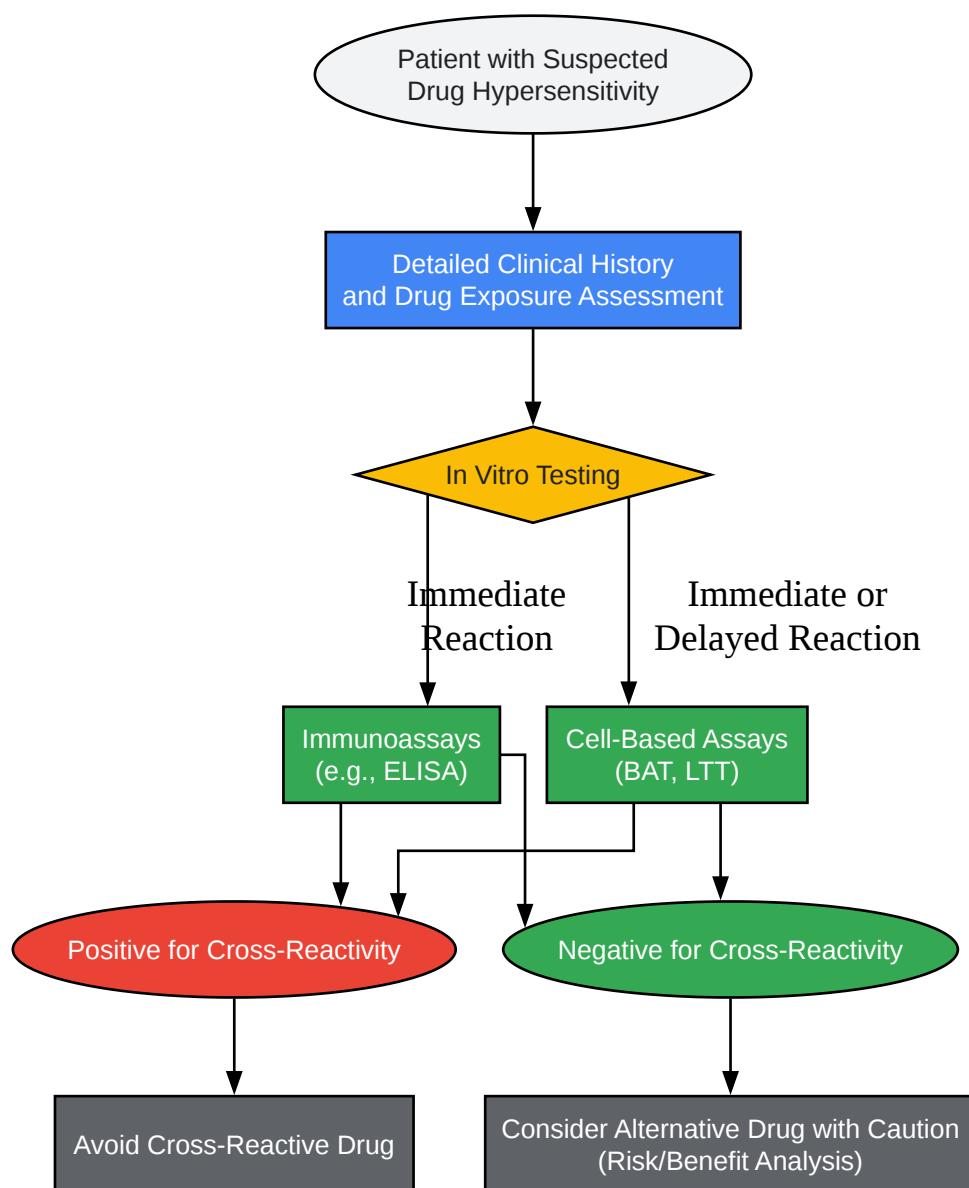 Patient with Suspected
Drug Hypersensitivity
Detailed Clinical History
and Drug Exposure Assessment
In Vitro Testing
Immediate
Reaction
Immediate or
Delayed Reaction
Immunoassays
(e.g., ELISA)
Cell-Based Assays
(BAT, LTT)
Positive for Cross-Reactivity
Negative for Cross-Reactivity
Avoid Cross-Reactive Drug
Consider Alternative Drug with Caution
(Risk/Benefit Analysis)